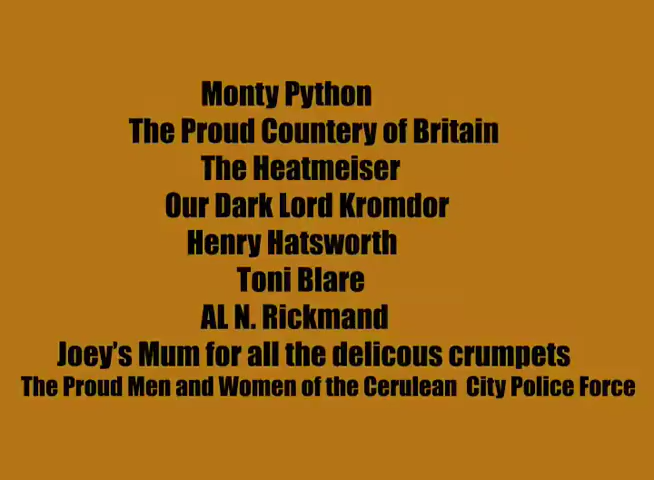 Monty Python
The Proud Countery of Britain
The Heatmeiser
Our Dark Lord Kromdor
Henry Hatsworth
Toni Blare
AL N. Rickmand
Joey's Mum for all the delicous crumpets
The Proud Men and Women of the Cerulean City Police Force